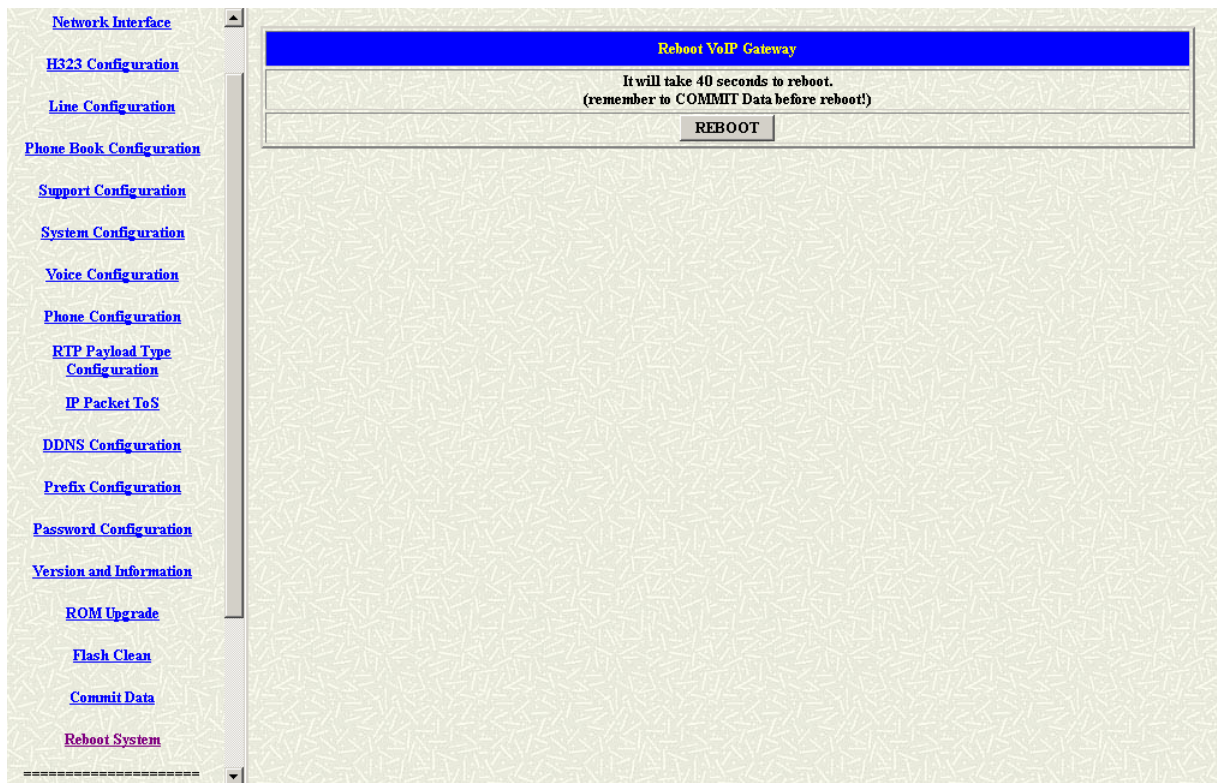 Network Interface
H323 Configuration
Line Configuration
Phone Book Configuration
Support Configuration
System Configuration
Voice Configuration
Phone Configuration
RTP Payload Type
Configuration
IP Packet ToS
DDNS Configuration
Prefix Configuration
Password Configuration
Version and Information
ROM Upgrade
Flash Clean
Commit Data
Reboot System
=====================
Reboot VoIP Gateway
It will take 40 seconds to reboot.
(remember to COMMIT Data before reboot!)
REBOOT